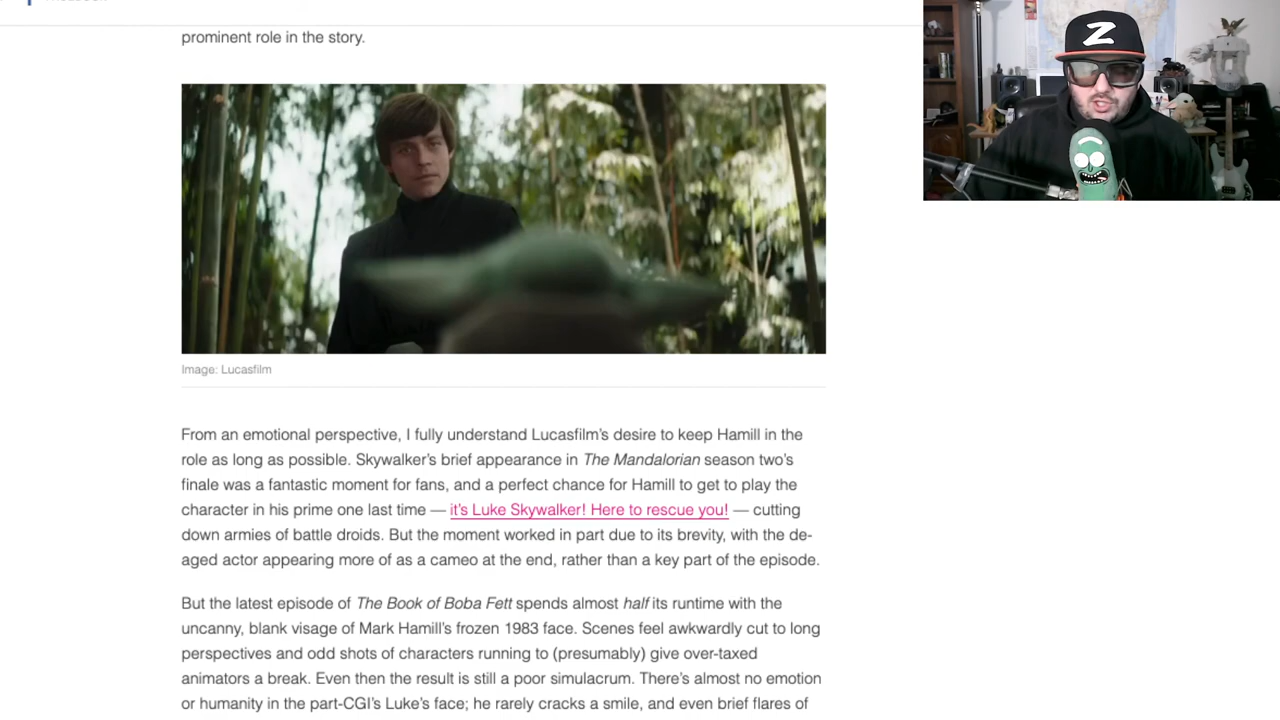 prominent role in the story.
Z
Image: Lucasfilm
From an emotional perspective, I fully understand Lucasfilm's desire to keep Hamill in the
role as long as possible. Skywalker's brief appearance in The Mandalorian season two's
finale was a fantastic moment for fans, and a perfect chance for Hamill to get to play the
character in his prime one last time — it's Luke Skywalker! Here to rescue you! — cutting
down armies of battle droids. But the moment worked in part due to its brevity, with the de-
aged actor appearing more of as a cameo at the end, rather than a key part of the episode.
But the latest episode of The Book of Boba Fett spends almost half its runtime with the
uncanny, blank visage of Mark Hamill's frozen 1983 face. Scenes feel awkwardly cut to long
perspectives and odd shots of characters running to (presumably) give over-taxed
animators a break. Even then the result is still a poor simulacrum. There's almost no emotion
or humanity in the part-CGI's Luke's face; he rarely cracks a smile, and even brief flares of